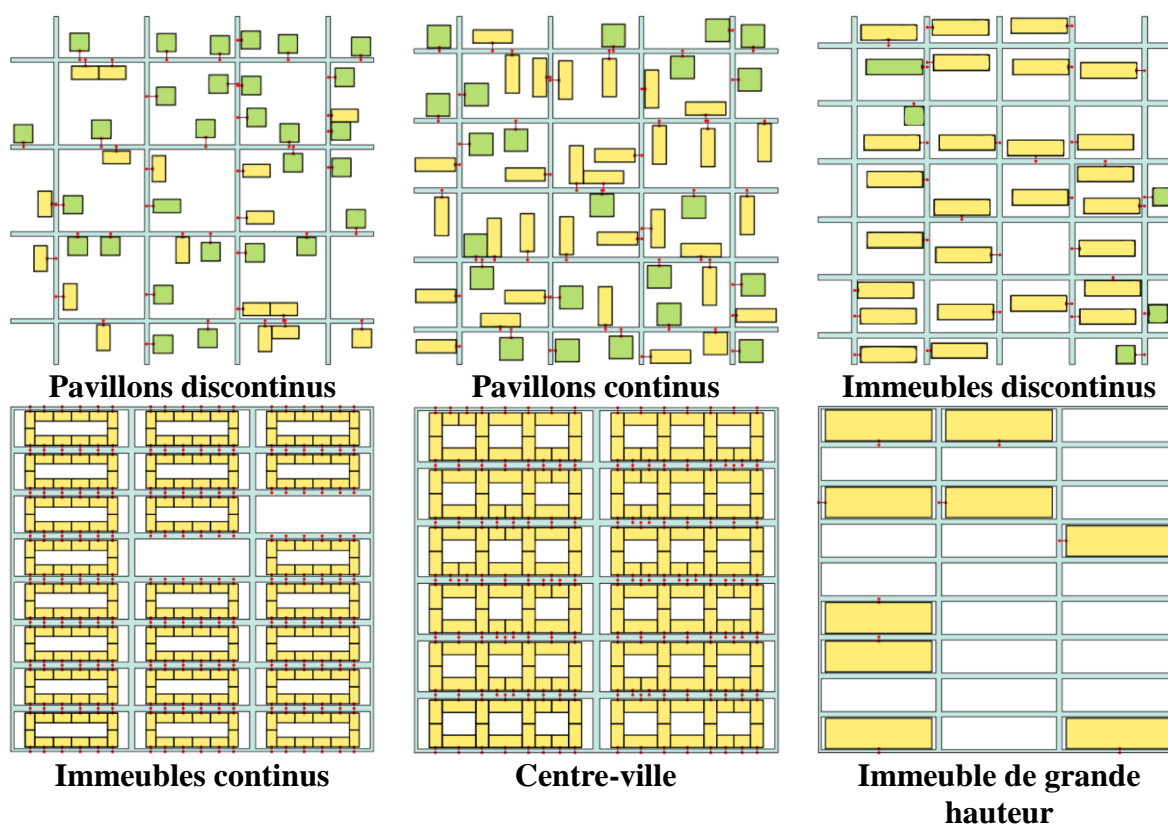 Pavillons discontinus
Pavillons continus
Immeubles discontinus
Immeubles continus
Centre-ville
Immeuble de grande
hauteur